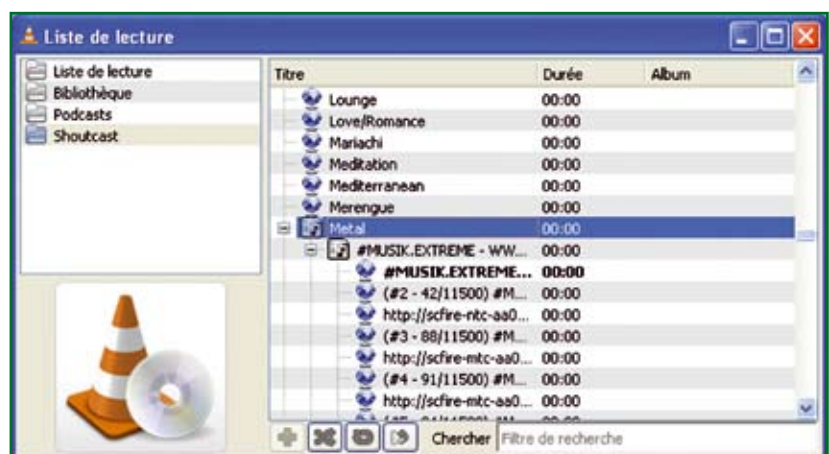 Liste de lecture
Liste de lecture
Bibliothèque
Podcasts
Shoutcast
Titre Durée Album
Lounge 00:00
Love/Romance 00:00
Mariachi 00:00
Meditation 00:00
Mediterranean 00:00
Merengue 00:00
Metal 00:00
#MUSIK.EXTREME - WW... 00:00
#MUSIK.EXTREME... 00:00
(#2 - 42/11500) #M... 00:00
http://scfire-ntc-aa0... 00:00
(#3 - 88/11500) #M... 00:00
http://scfire-mtc-aa0... 00:00
(#4 - 91/11500) #M... 00:00
http://scfire-mtc-aa0... 00:00
Chercher Filtre de recherche